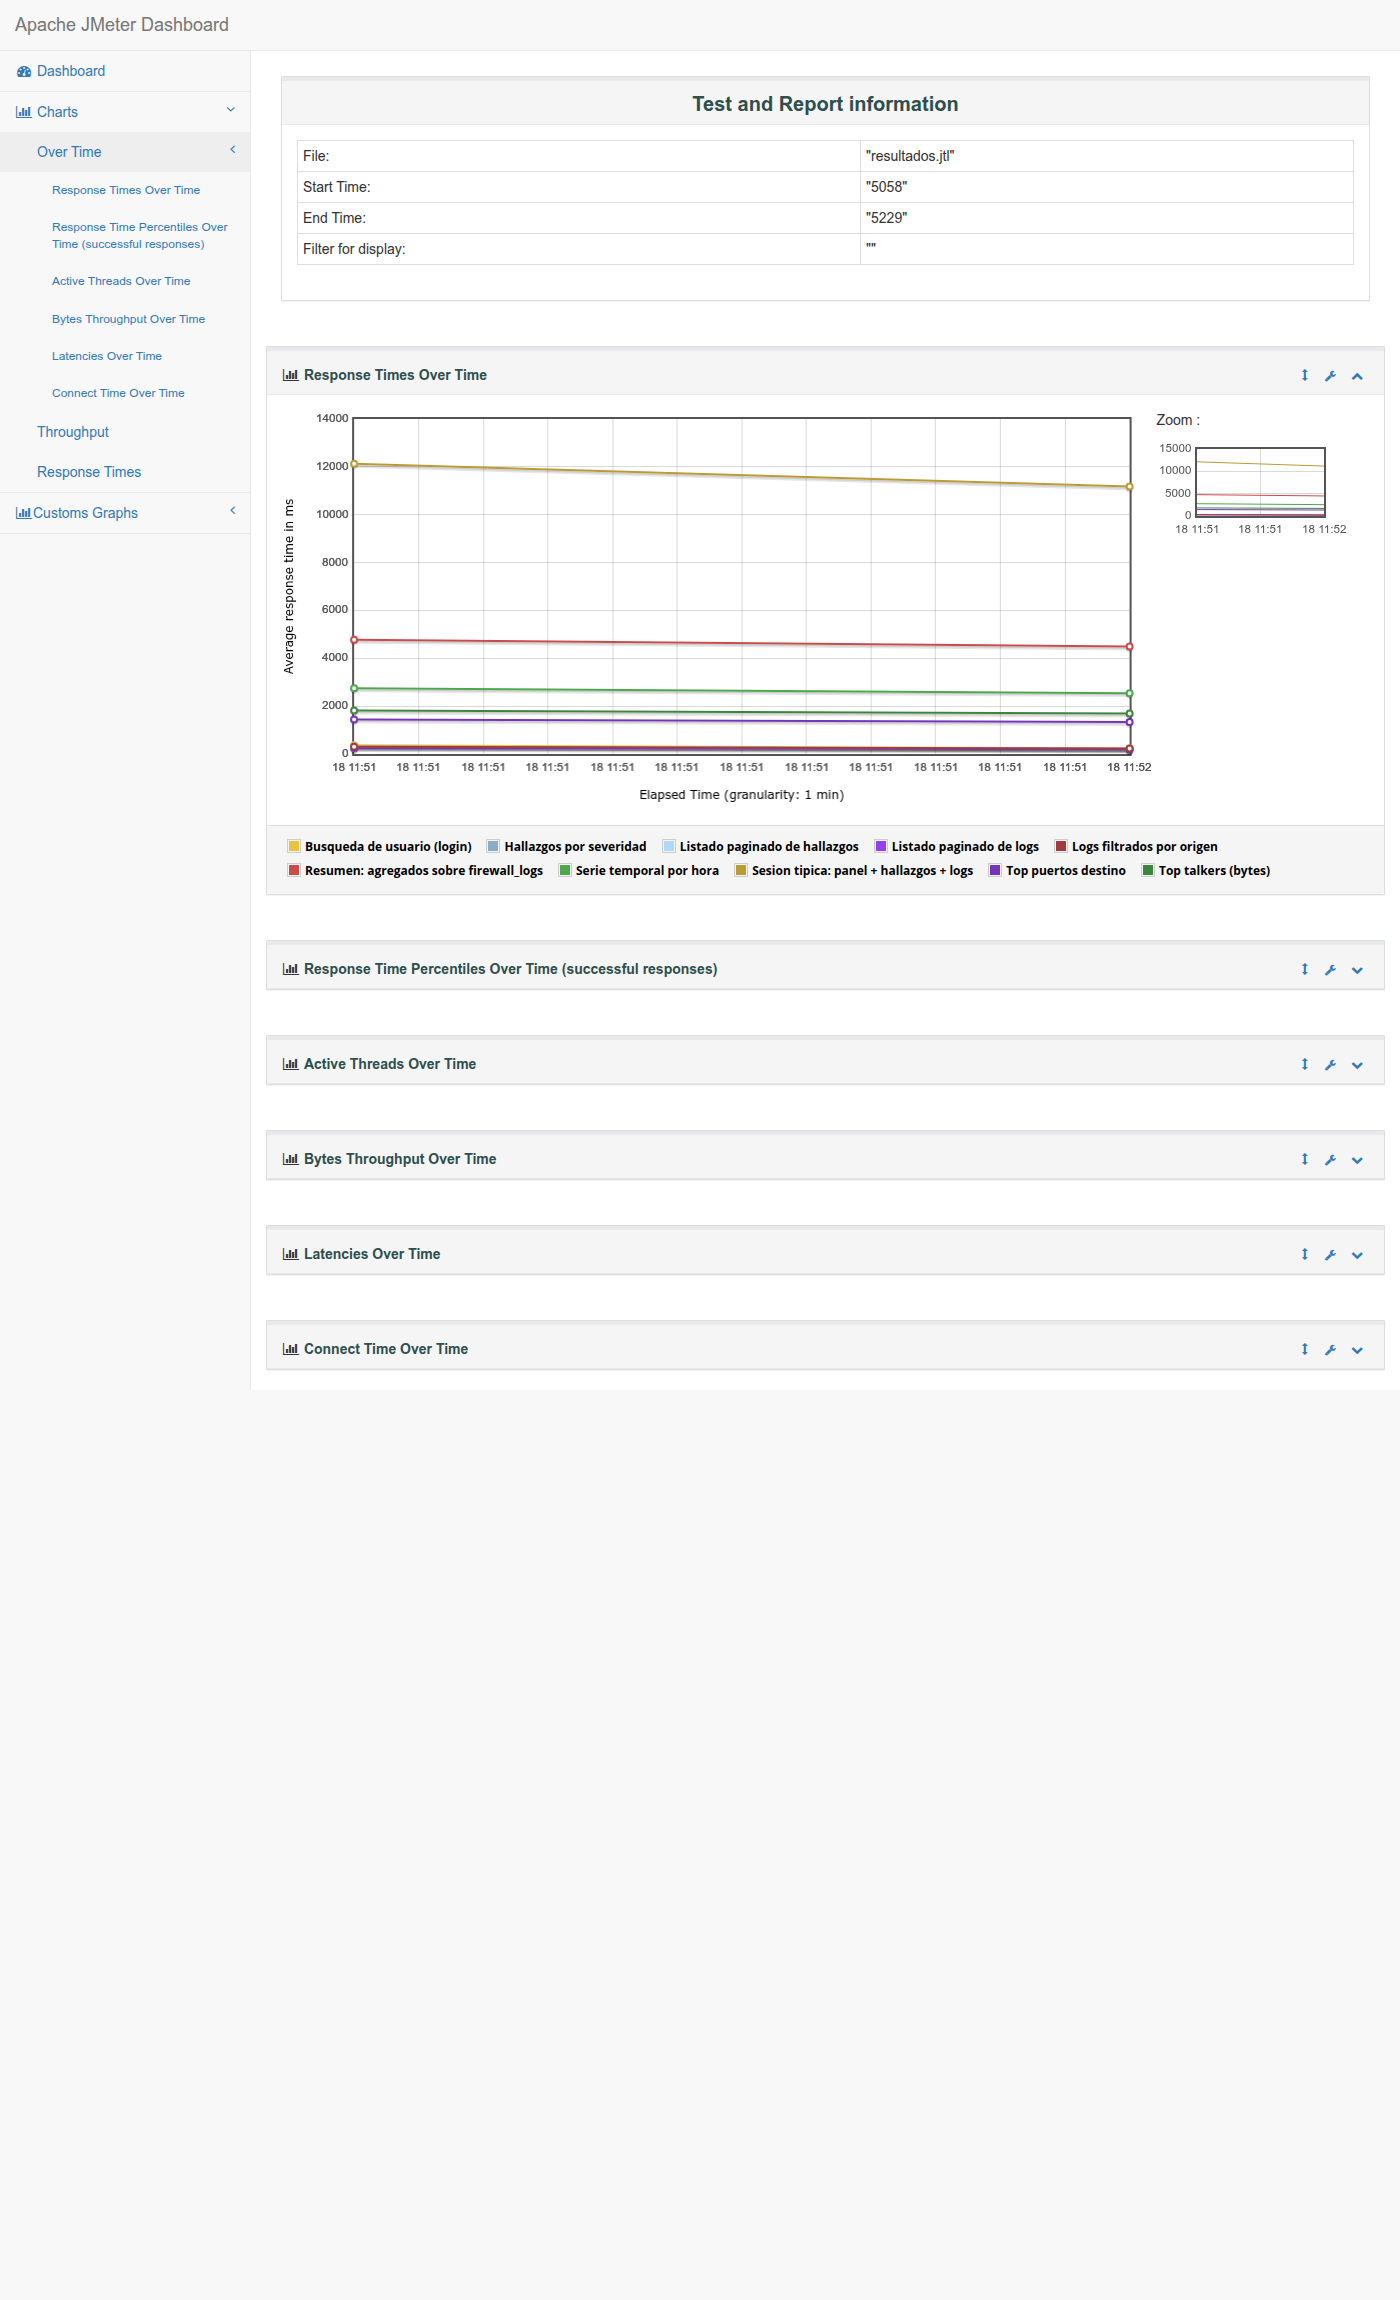 Apache JMeter Dashboard
Dashboard
Charts
Over Time
Response Times Over Time
Response Time Percentiles Over
Time (successful responses)
Active Threads Over Time
Bytes Throughput Over Time
Latencies Over Time
Connect Time Over Time
Throughput
Response Times
Customs Graphs
Test and Report information
File: "resultados.jtl"
Start Time: "5058"
End Time: "5229"
Filter for display: ""
Response Times Over Time
14000
12000
10000
8000
6000
4000
2000
0
Average response time in ms
18 11:51 18 11:51 18 11:51 18 11:51 18 11:51 18 11:51 18 11:51 18 11:51 18 11:51 18 11:51 18 11:51 18 11:51 18 11:52
Elapsed Time (granularity: 1 min)
Zoom :
15000
10000
5000
0
18 11:51 18 11:51 18 11:52
Busqueda de usuario (login) Hallazgos por severidad Listado paginado de hallazgos Listado paginado de logs Logs filtrados por origen
Resumen: agregados sobre firewall_logs Serie temporal por hora Sesion tipica: panel + hallazgos + logs Top puertos destino Top talkers (bytes)
Response Time Percentiles Over Time (successful responses)
Active Threads Over Time
Bytes Throughput Over Time
Latencies Over Time
Connect Time Over Time